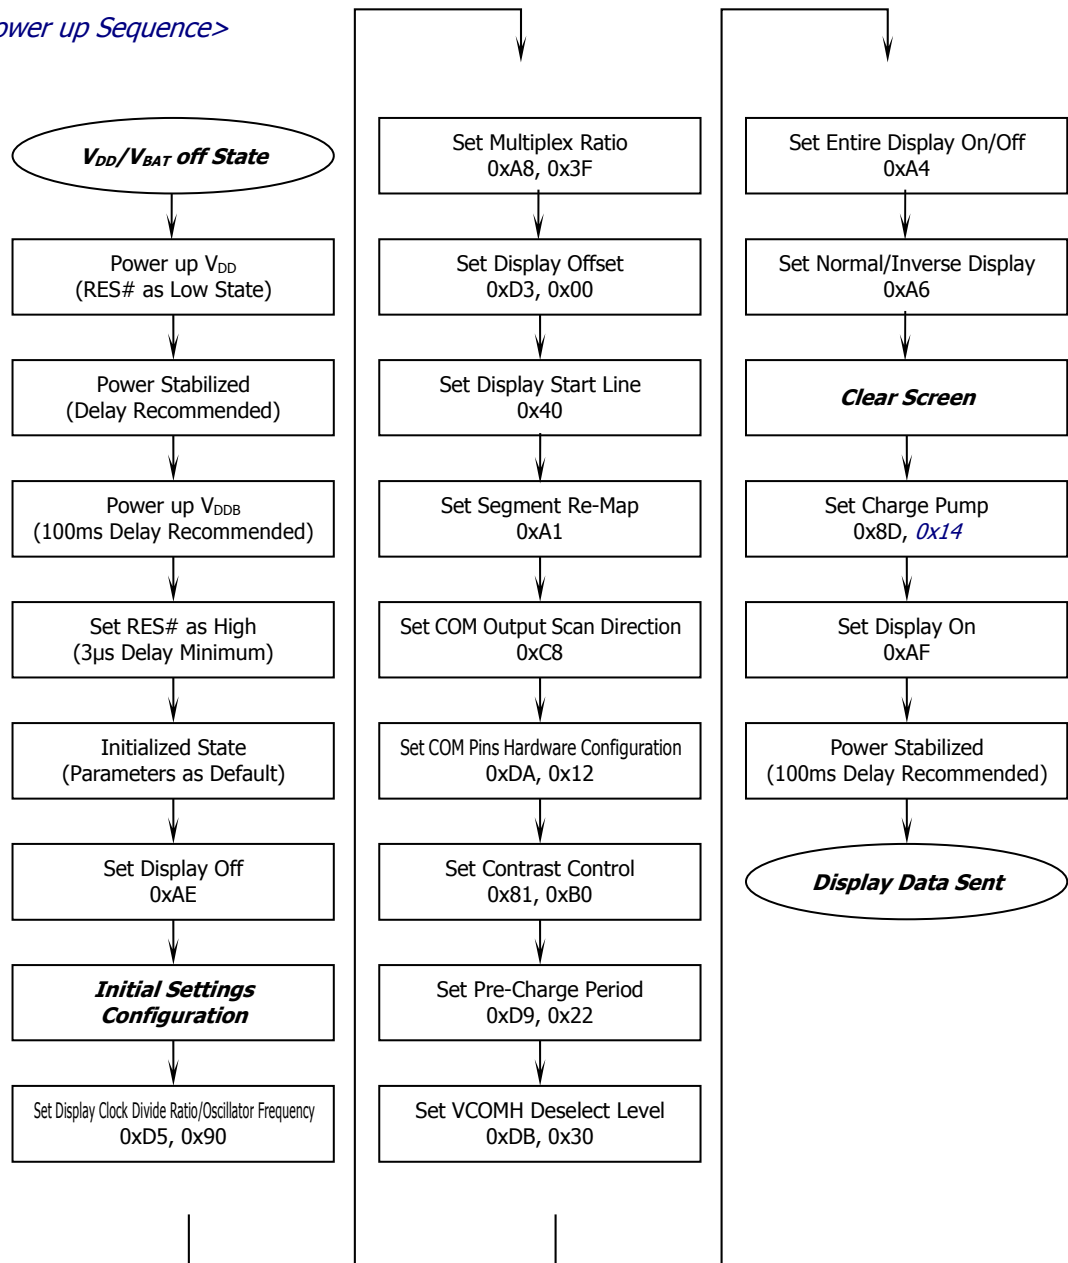 ower up Sequence>
VDD/VBAT off State
Power up VDD
(RES# as Low State)
Power Stabilized
(Delay Recommended)
Power up VDDB
(100ms Delay Recommended)
Set RES# as High
(3μs Delay Minimum)
Initialized State
(Parameters as Default)
Set Display Off
0xAE
Initial Settings
Configuration
Set Display Clock Divide Ratio/Oscillator Frequency
0xD5, 0x90
Set Multiplex Ratio
0xA8, 0x3F
Set Display Offset
0xD3, 0x00
Set Display Start Line
0x40
Set Segment Re-Map
0xA1
Set COM Output Scan Direction
0xC8
Set COM Pins Hardware Configuration
0xDA, 0x12
Set Contrast Control
0x81, 0xB0
Set Pre-Charge Period
0xD9, 0x22
Set VCOMH Deselect Level
0xDB, 0x30
Set Entire Display On/Off
0xA4
Set Normal/Inverse Display
0xA6
Clear Screen
Set Charge Pump
0x8D, 0x14
Set Display On
0xAF
Power Stabilized
(100ms Delay Recommended)
Display Data Sent